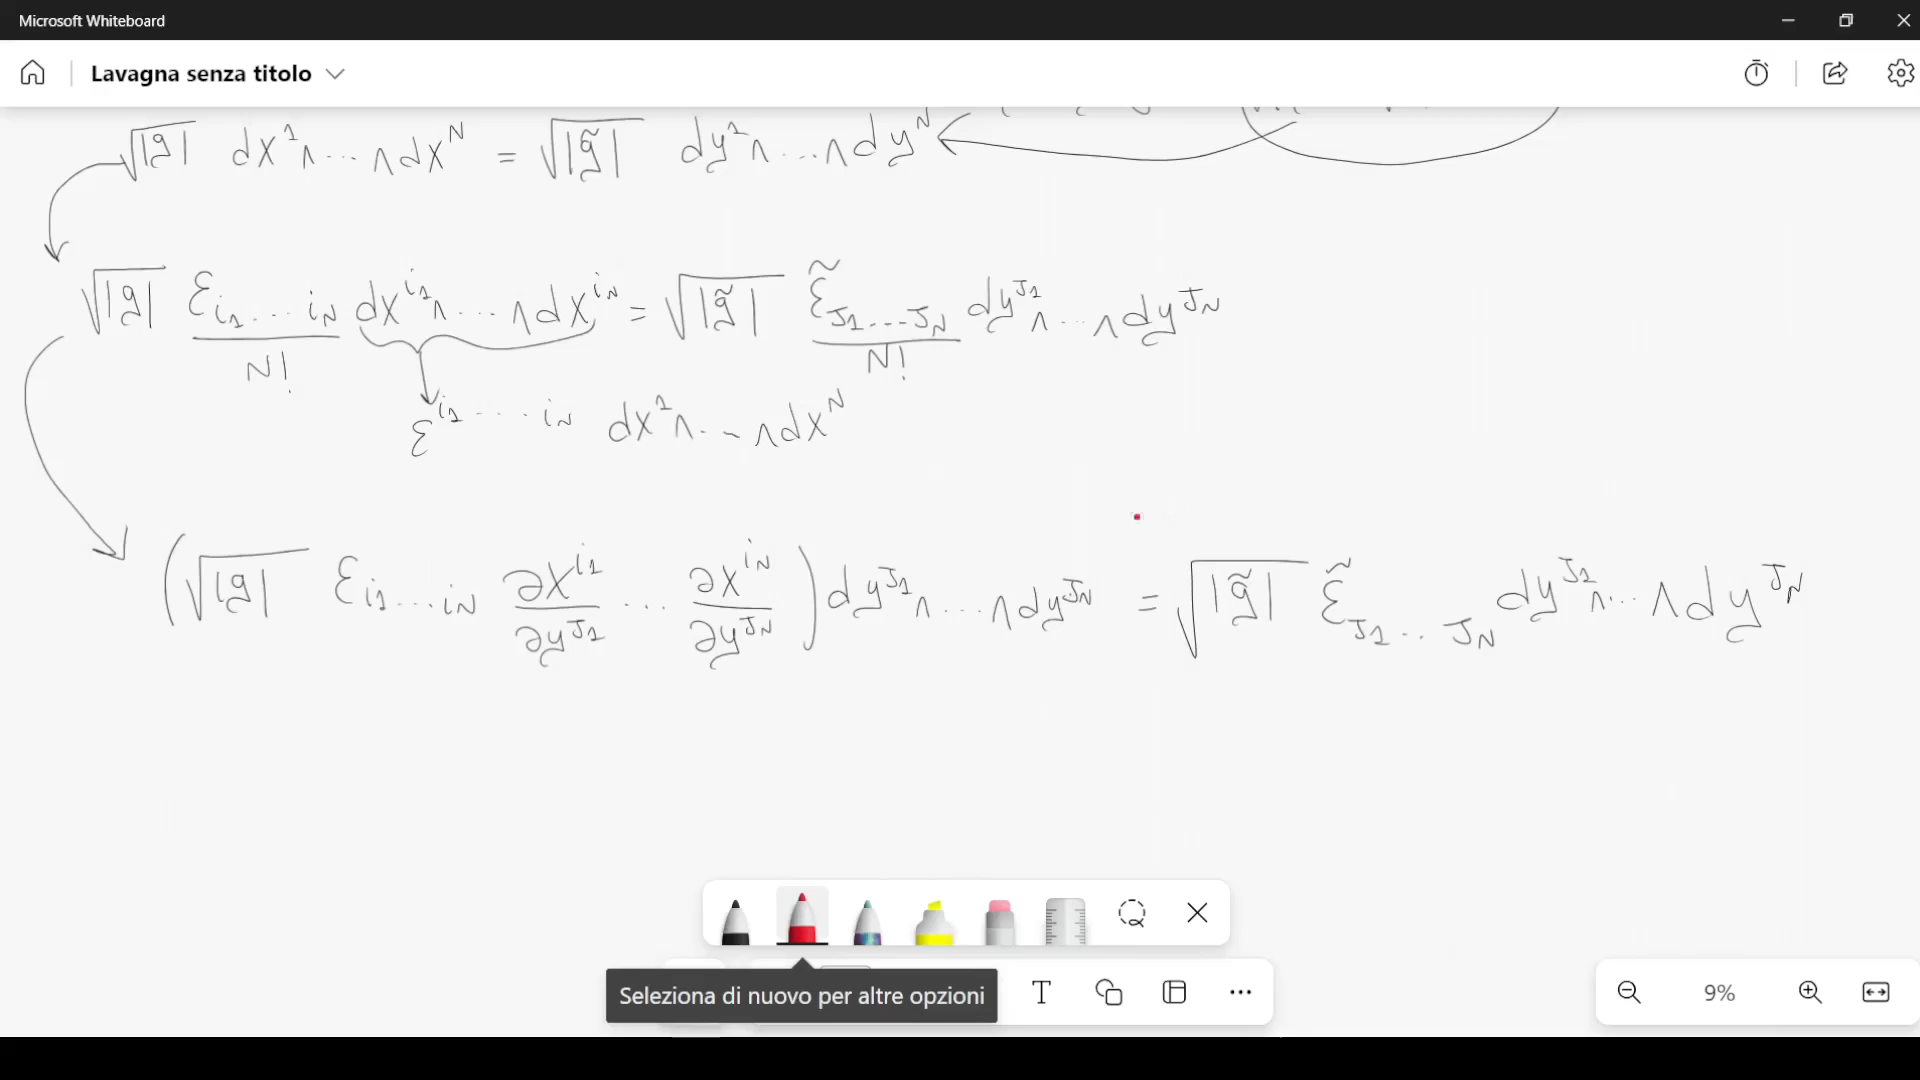 Microsoft Whiteboard
Lavagna senza titolo
√|g| dx¹∧...∧dx^N = √|g̃| dy¹∧...∧dy^N
√|g| ε_{i₁...i_N}/N! dx^{i₁}∧...∧dx^{i_N} = √|g̃| ε̃_{J₁...J_N}/N! dy^{J₁}∧...∧dy^{J_N}
ε^{i₁...i_N} dx¹∧...∧dx^N
(√|g| ε_{i₁...i_N} ∂x^{i₁}/∂y^{J₁} ... ∂x^{i_N}/∂y^{J_N}) dy^{J₁}∧...∧dy^{J_N} = √|g̃| ε̃_{J₁...J_N} dy^{J₁}∧...∧dy^{J_N}
Seleziona di nuovo per altre opzioni
T
9%